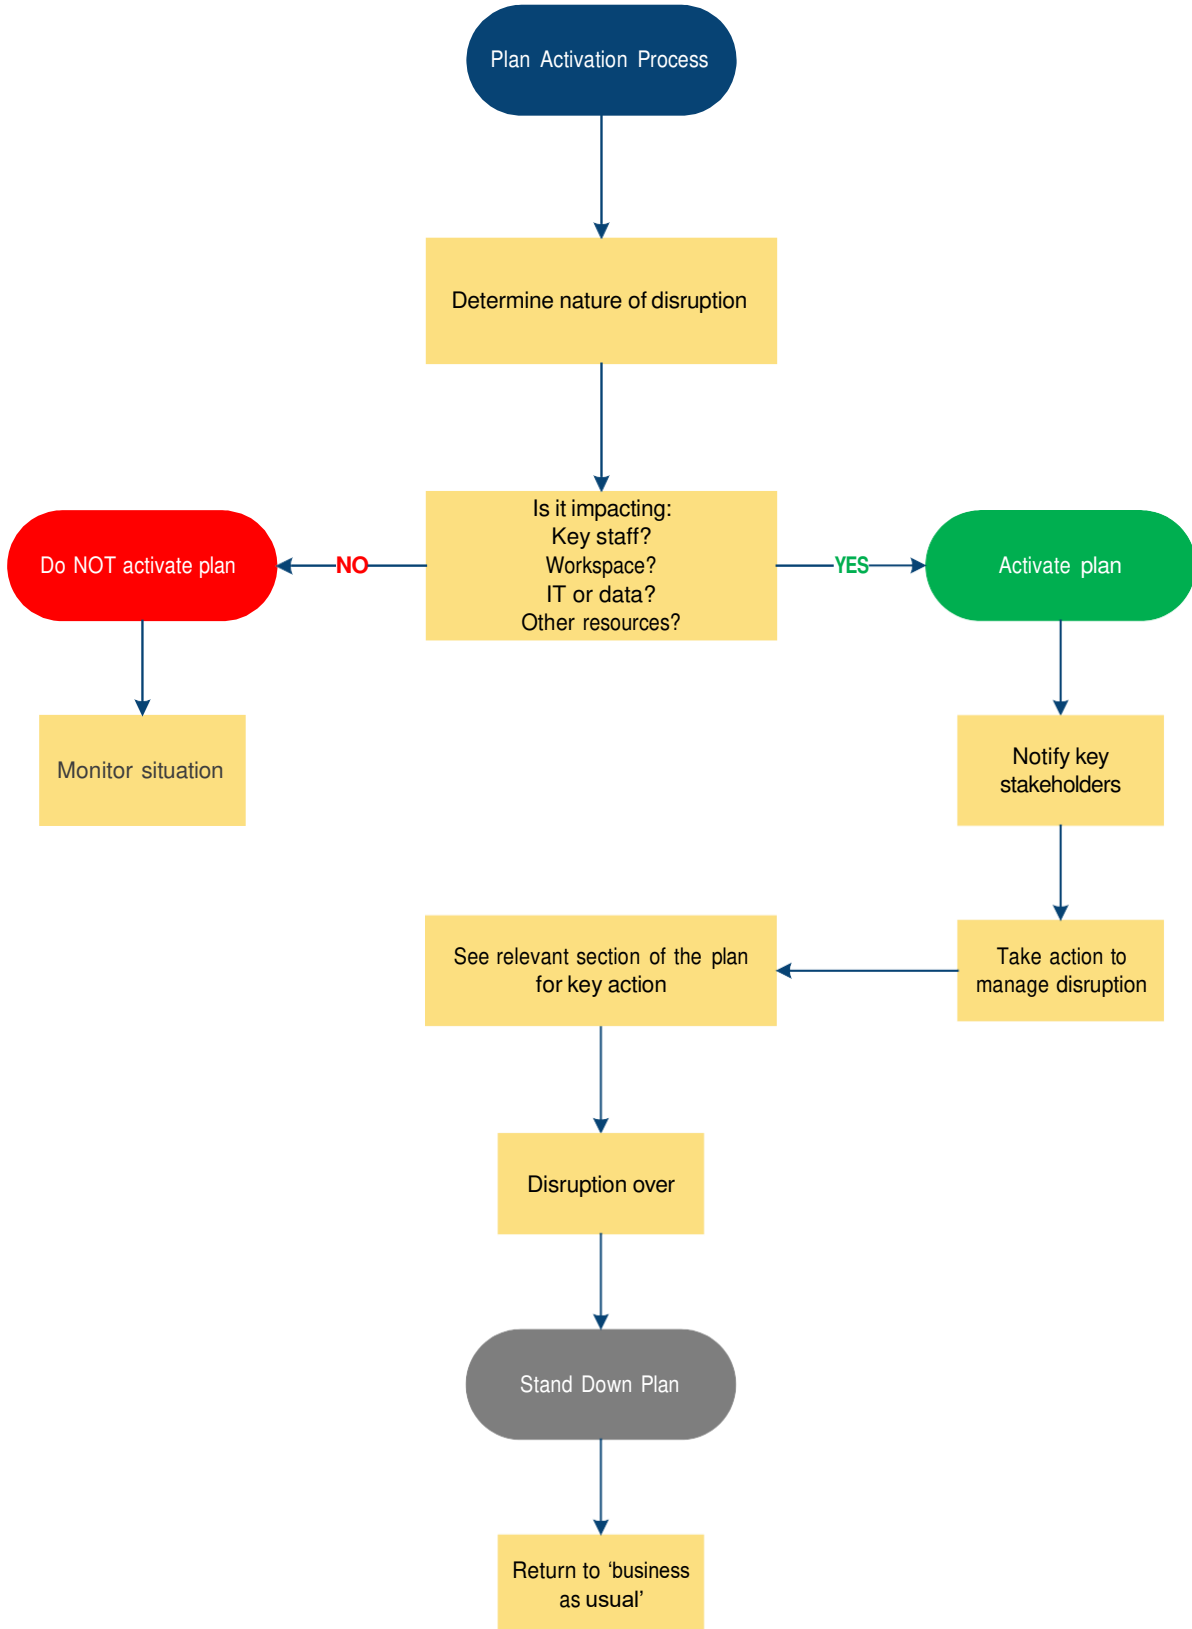 Plan Activation Process
Determine nature of disruption
Is it impacting:
Key staff?
Workspace?
IT or data?
Other resources?
NO
Do NOT activate plan
Monitor situation
YES
Activate plan
Notify key
stakeholders
Take action to
manage disruption
See relevant section of the plan
for key action
Disruption over
Stand Down Plan
Return to ‘business
as usual’